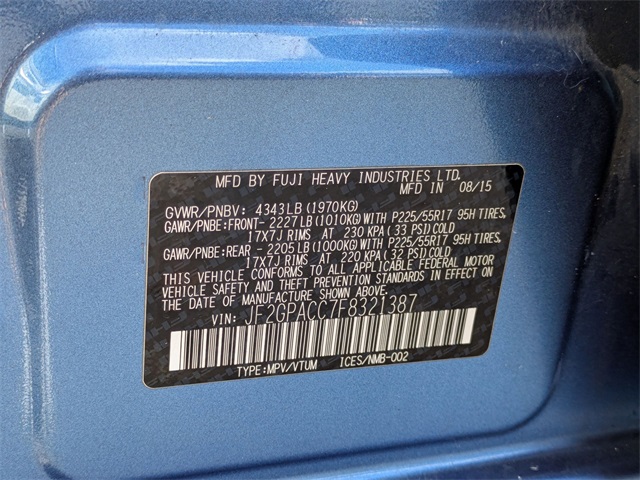 MFD BY FUJI HEAVY INDUSTRIES LTD.
MFD IN 08/15
GVWR/PNBV: 4343LB(1970KG)
GAWR/PNBE:FRONT- 2227LB(1010KG)WITH P225/55R17 95H TIRES,
17X7J RIMS AT 230 KPA( 33 PSI)COLD
GAWR/PNBE:REAR -2205LB(1000KG)WITH P225/55R17 95H TIRES,
17X7J RIMS AT 220 KPA(32 PSI)COLD
THIS VEHICLE CONFORMS TO ALL APPLICABLE FEDERAL MOTOR
VEHICLE SAFETY AND THEFT PREVENTION STANDARDS IN EFFECT ON
THE DATE OF MANUFACTURE SHOWN ABOVE.
VIN: JF2GPACC7F8321387
TYPE:MPV/VTUM ICES/NMB-002